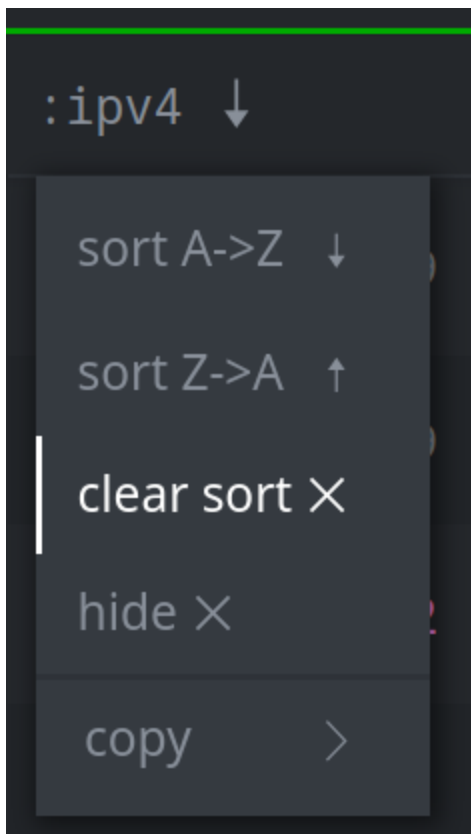 :ipv4 ↓
sort A->Z ↓
sort Z->A ↑
clear sort ×
hide ×
copy >